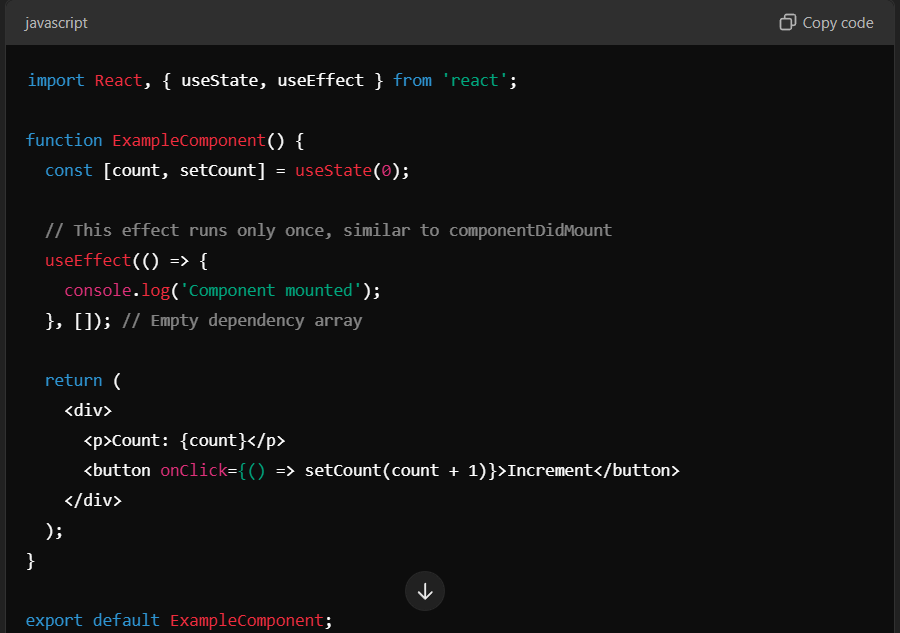 javascript
Copy code
import React, { useState, useEffect } from 'react';
function ExampleComponent() {
const [count, setCount] = useState(0);
// This effect runs only once, similar to componentDidMount
useEffect(() => {
console.log('Component mounted');
}, []); // Empty dependency array
return (
<div>
<p>Count: {count}</p>
<button onClick={() => setCount(count + 1)}>Increment</button>
</div>
);
}
export default ExampleComponent;